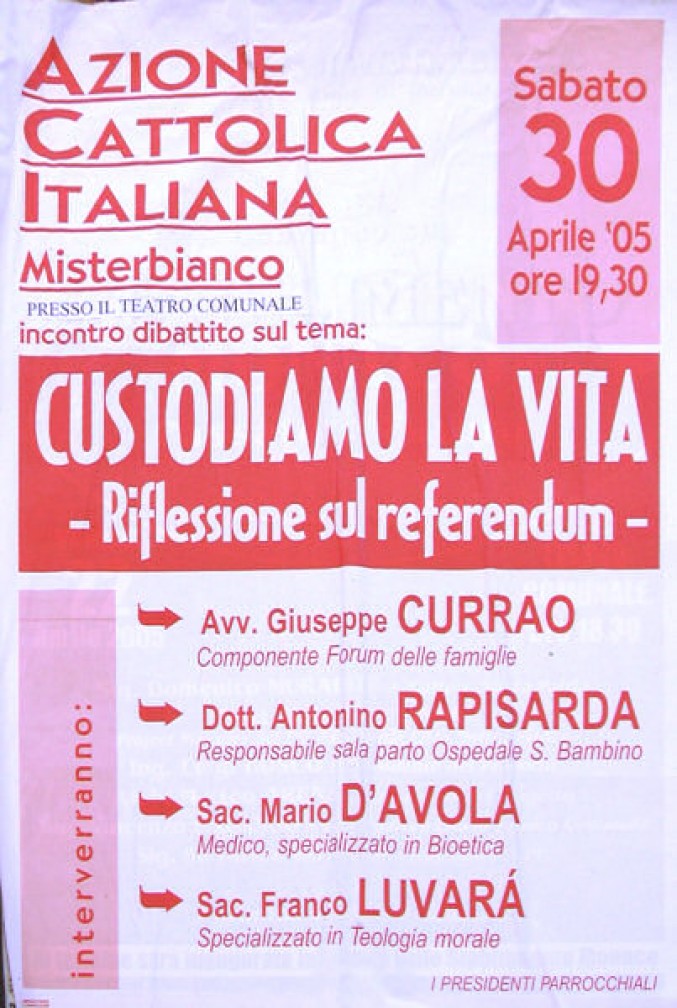 AZIONE
CATTOLICA
ITALIANA
Misterbianco
PRESSO IL TEATRO COMUNALE
incontro dibattito sul tema:
Sabato
30
Aprile '05
ore 19,30
CUSTODIAMO LA VITA
- Riflessione sul referendum -
interverranno:
Avv. Giuseppe CURRAO
Componente Forum delle famiglie
Dott. Antonino RAPISARDA
Responsabile sala parto Ospedale S. Bambino
Sac. Mario D'AVOLA
Medico, specializzato in Bioetica
Sac. Franco LUVARÁ
Specializzato in Teologia morale
I PRESIDENTI PARROCCHIALI